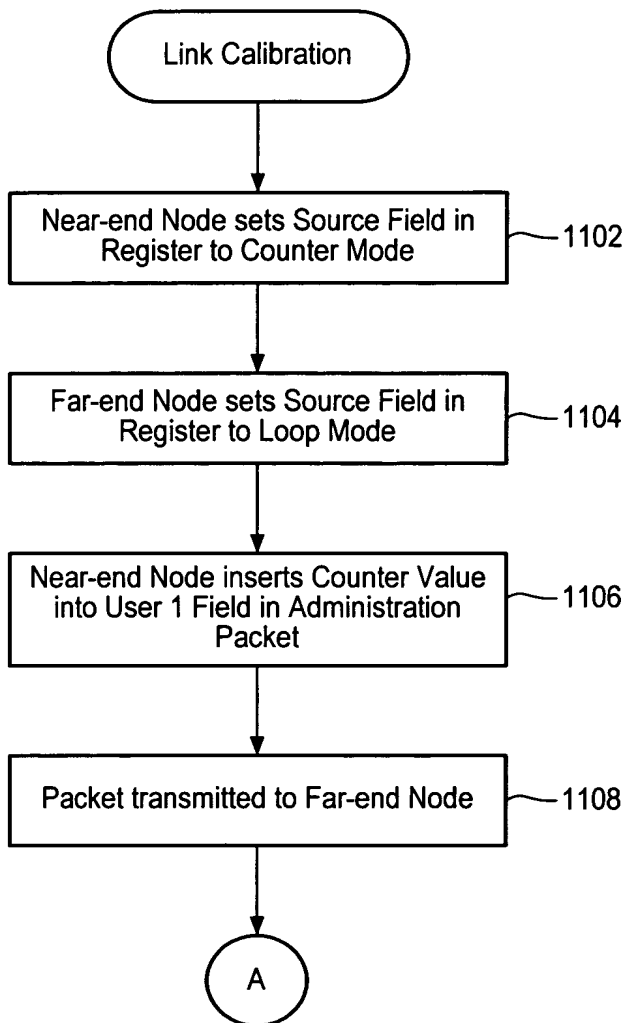 Link Calibration
Near-end Node sets Source Field in
Register to Counter Mode
1102
Far-end Node sets Source Field in
Register to Loop Mode
1104
Near-end Node inserts Counter Value
into User 1 Field in Administration
Packet
1106
Packet transmitted to Far-end Node
1108
A